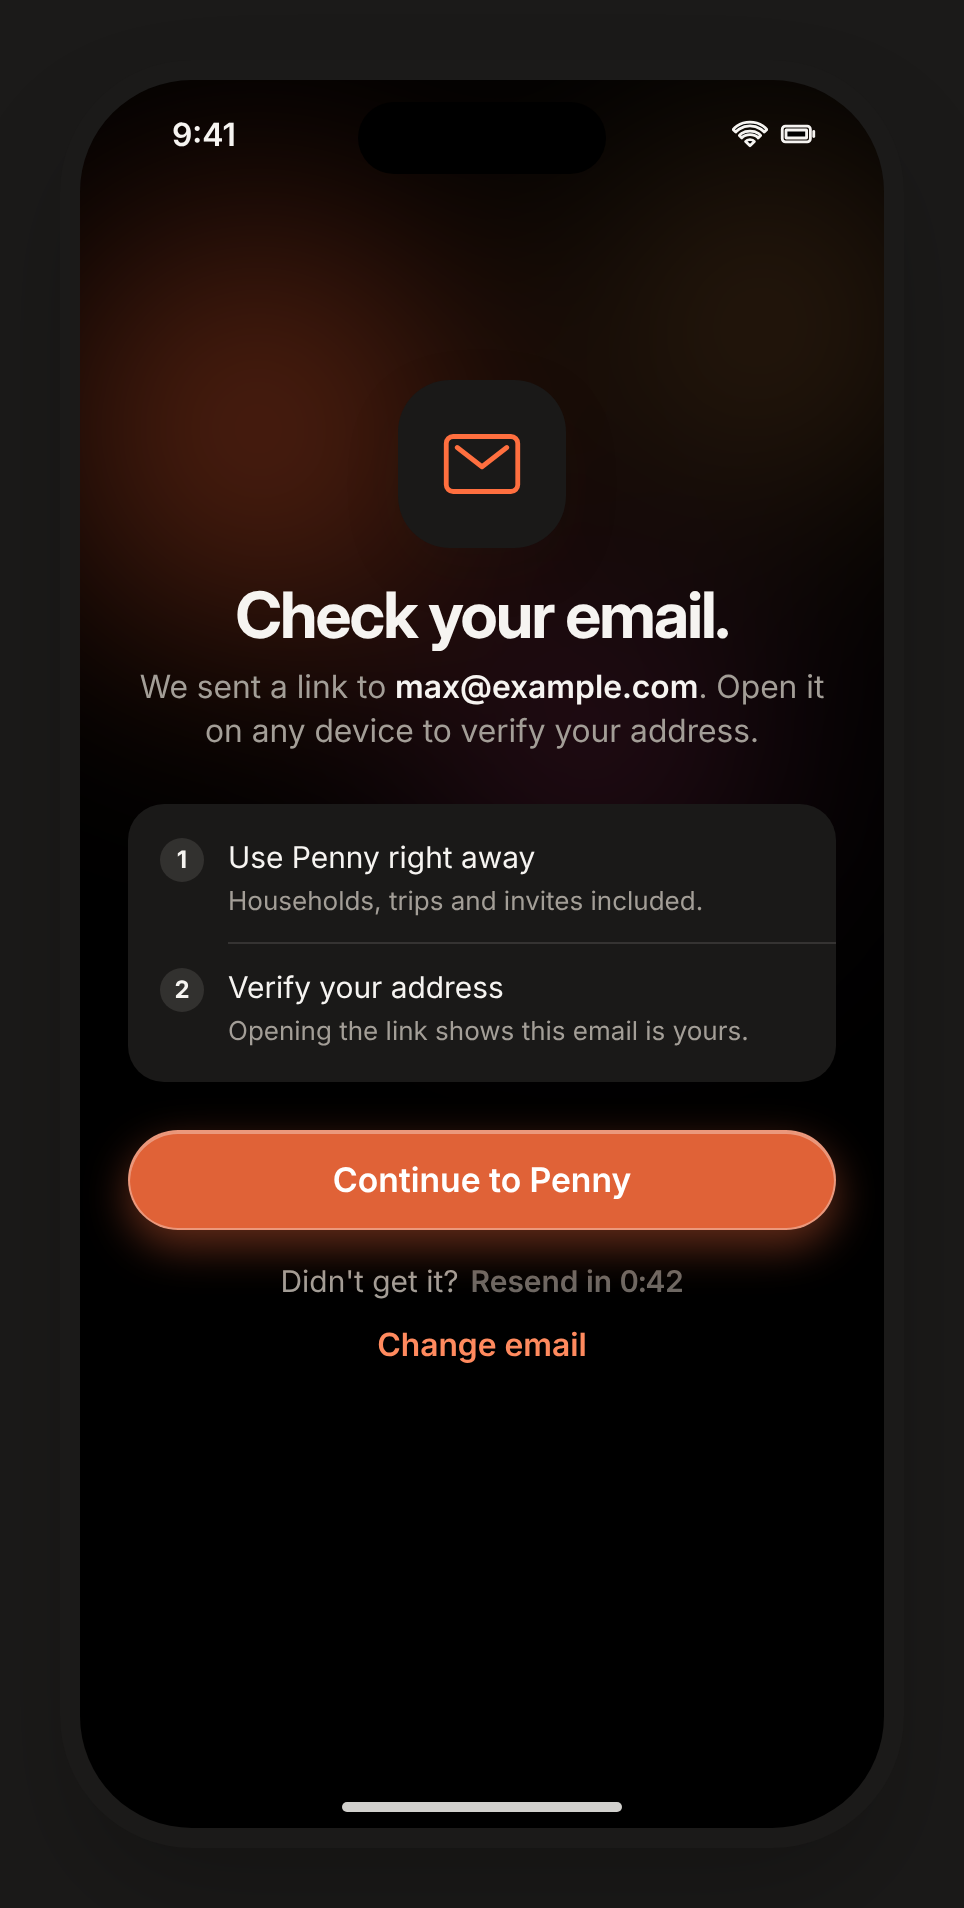 9:41
Check your email.
We sent a link to max@example.com. Open it
on any device to verify your address.
1 Use Penny right away
Households, trips and invites included.
2 Verify your address
Opening the link shows this email is yours.
Continue to Penny
Didn't get it? Resend in 0:42
Change email